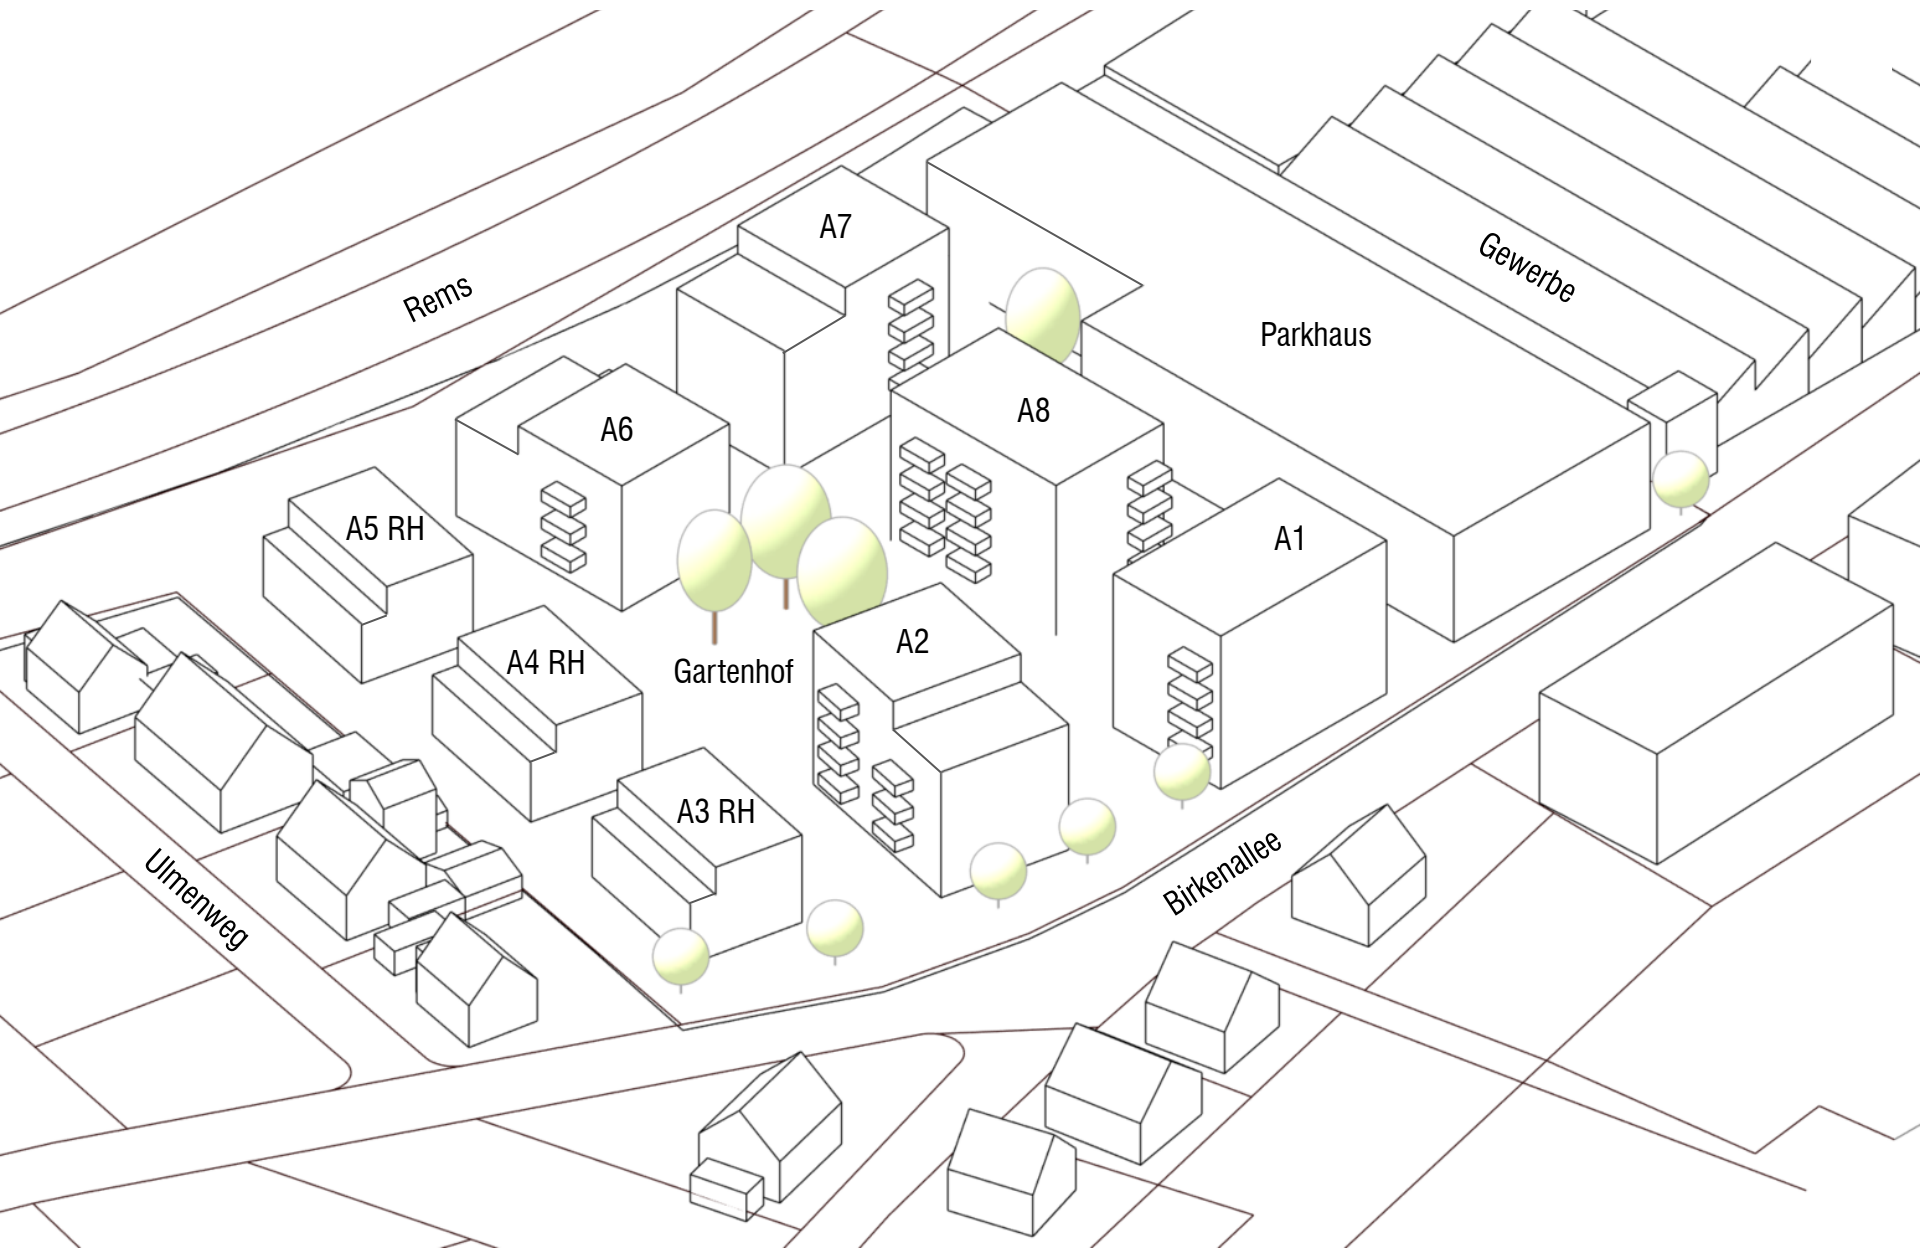 A7
Gewerbe
Rems
Parkhaus
A8
A6
A5 RH
A1
A4 RH
A2
Gartenhof
A3 RH
Birkenallee
Ulmenweg